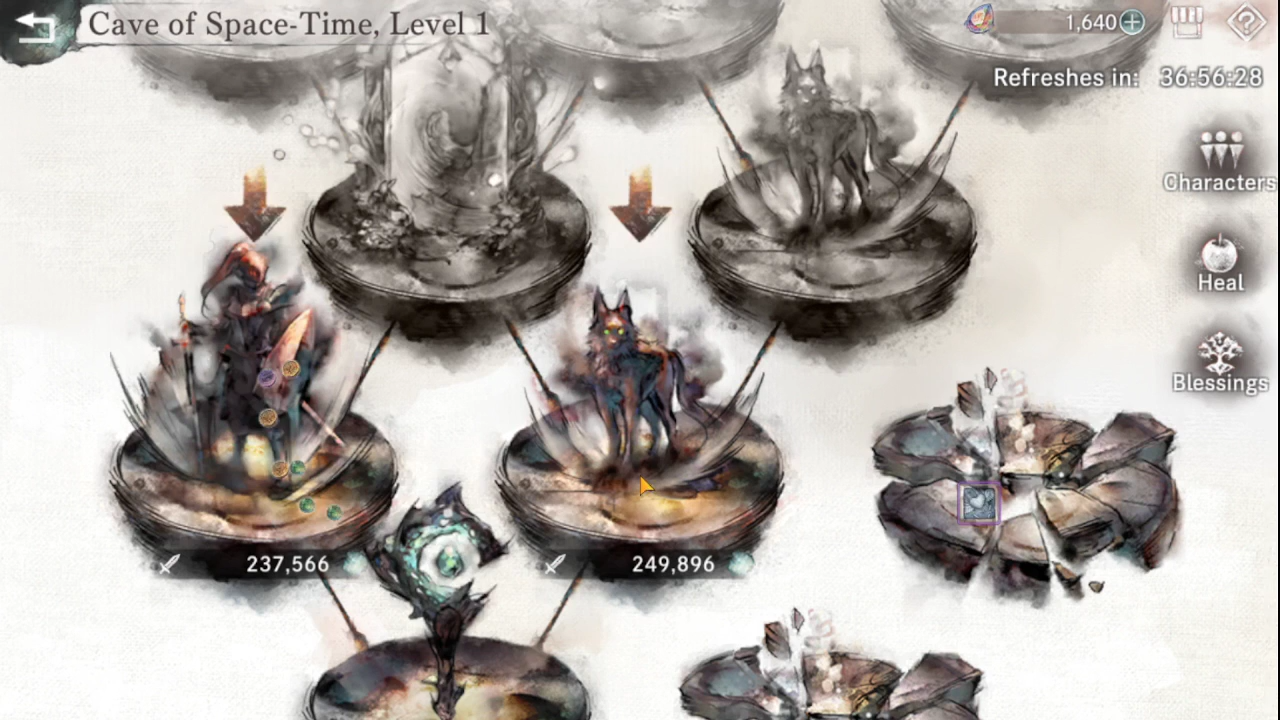 Cave of Space-Time, Level 1
1,640
Refreshes in: 36:56:28
Characters
Heal
Blessings
237,566
249,896